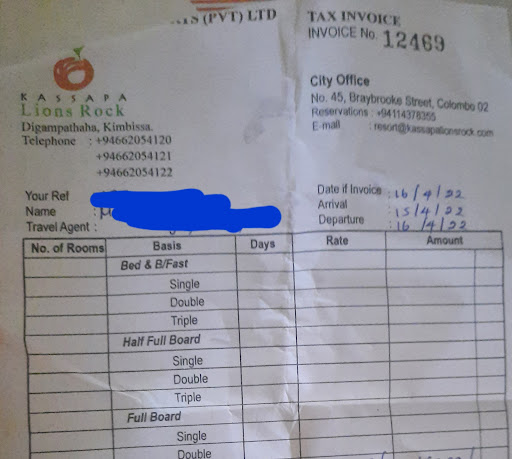 (PVT) LTD
TAX INVOICE
INVOICE No. 12469
KASSAPA
Lions Rock
Digampathaha, Kimbissa.
Telephone : +94662054120
+94662054121
+94662054122
City Office
No. 45, Braybrooke Street, Colombo 02
Reservations : +94114378355
E-mail : resort@kassapalionsrock.com
Your Ref
Name :
Travel Agent :
Date if Invoice : 16/4/22
Arrival : 15/4/22
Departure : 16/4/22
No. of Rooms Basis Days Rate Amount
Bed & B/Fast
Single
Double
Triple
Half Full Board
Single
Double
Triple
Full Board
Single
Double